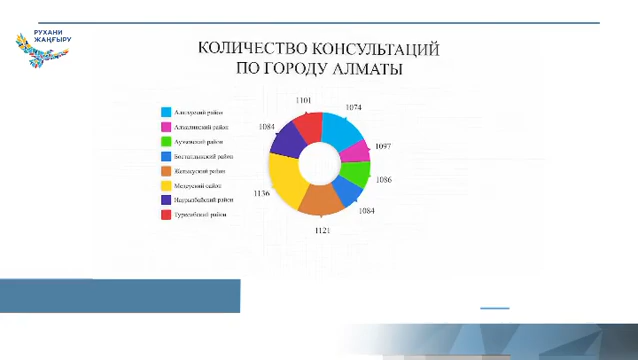 РУХАНИ
ЖАҢҒЫРУ
КОЛИЧЕСТВО КОНСУЛЬТАЦИЙ
ПО ГОРОДУ АЛМАТЫ
Алатауский район
Алмалинский район
Ауэзовский район
Бостандыкский район
Жетысуский район
Медеуский район
Наурызбайский район
Турксибский район
1101
1074
1084
1097
1086
1136
1084
1121